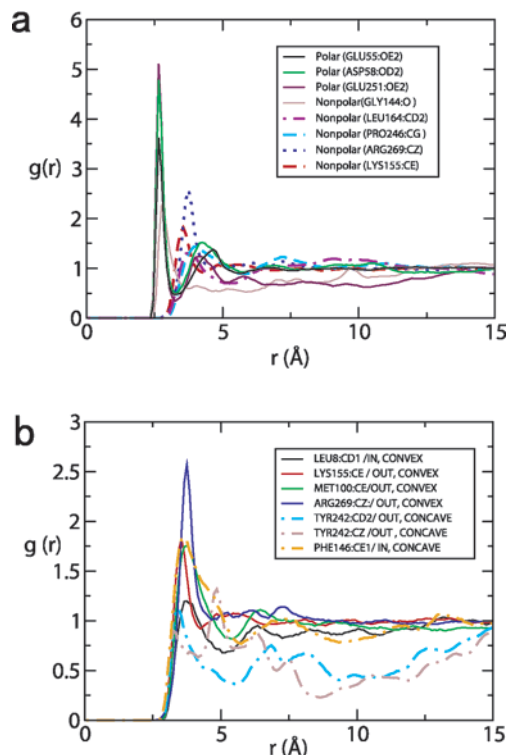 a
6
Polar (GLU55:OE2)
Polar (ASP58:OD2)
Polar (GLU251:OE2)
Nonpolar(GLY144:O )
Nonpolar (LEU164:CD2)
Nonpolar (PRO246:CG )
Nonpolar (ARG269:CZ)
Nonpolar (LYS155:CE)
5
4
g(r)
3
2
1
0
0 5 10 15
r (Å)
b
3
LEU8:CD1 /IN, CONVEX
LYS155:CE / OUT, CONVEX
MET100:CE/OUT, CONVEX
ARG269:CZ:/ OUT, CONVEX
TYR242:CD2/ OUT, CONCAVE
TYR242:CZ /OUT , CONCAVE
PHE146:CE1/ IN, CONCAVE
2.5
2
g (r)
1.5
1
0.5
0
0 5 10 15
r (Å)